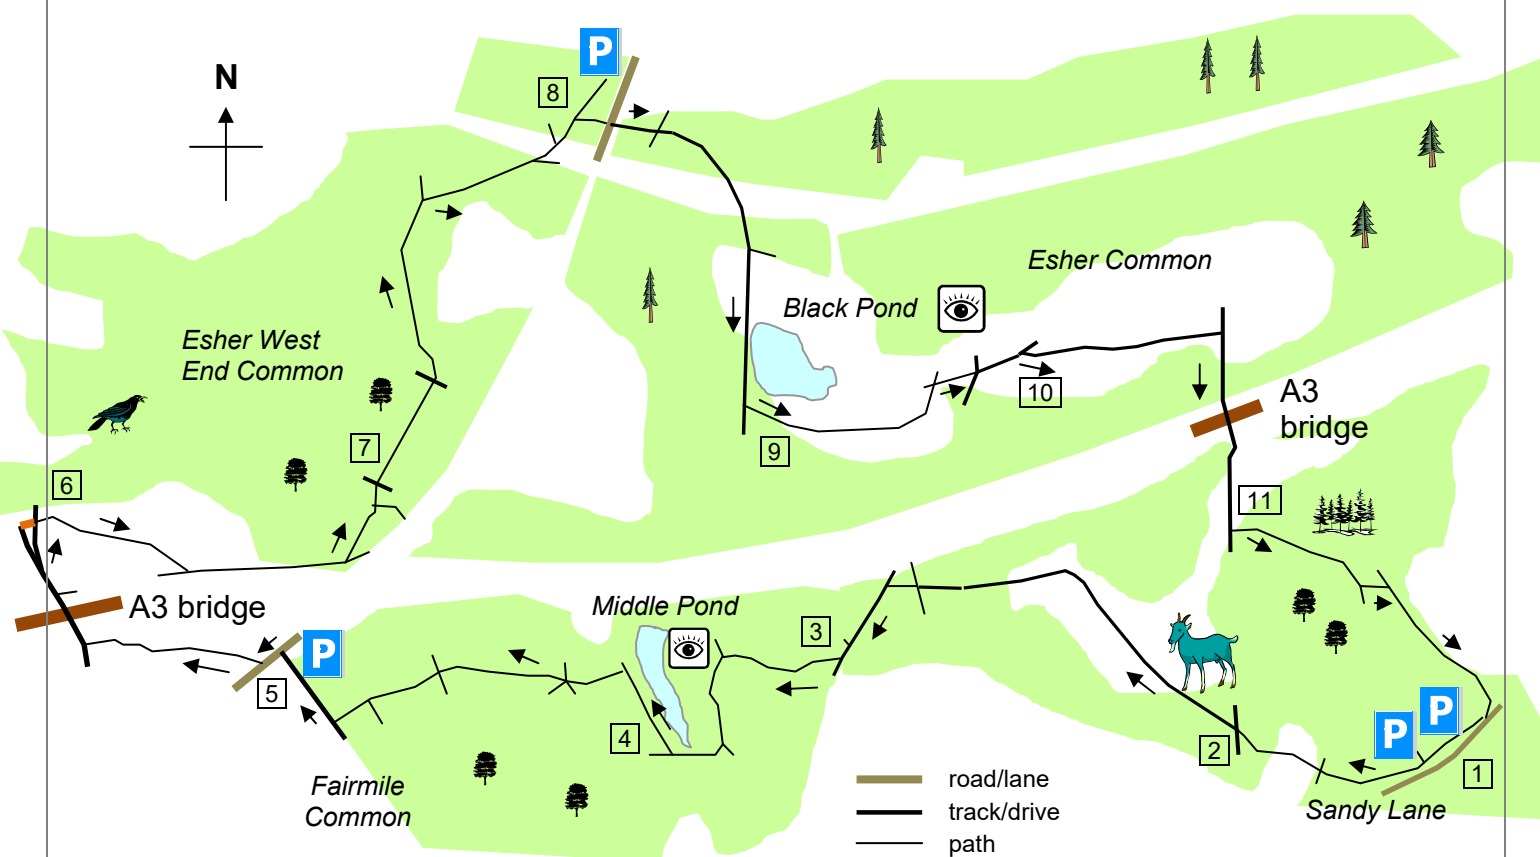 P
8
N
Esher Common
Black Pond
Esher West
End Common
10
A3
bridge
7
9
6
11
A3 bridge
Middle Pond
3
P
5
4
2
P
P
1
Fairmile
Common
road/lane
track/drive
path
Sandy Lane